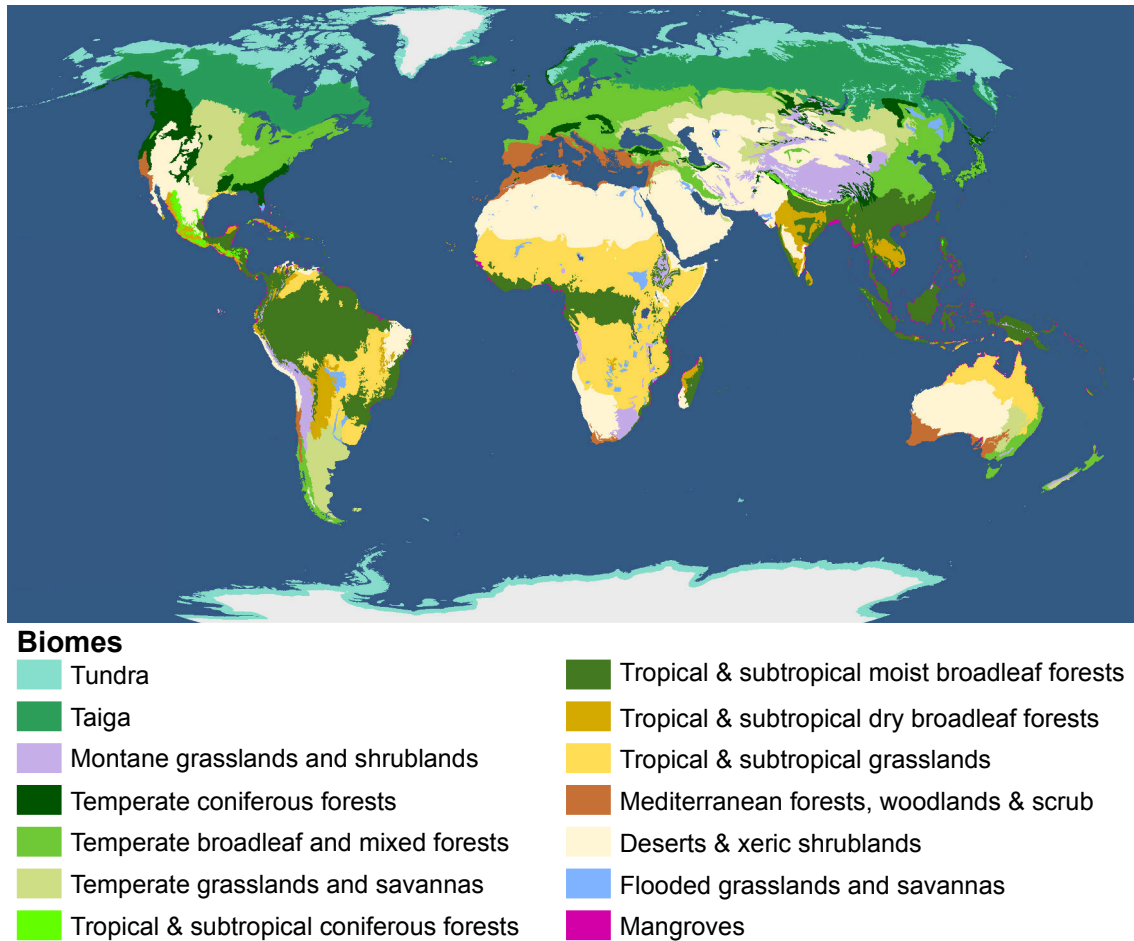 Biomes
Tundra
Taiga
Montane grasslands and shrublands
Temperate coniferous forests
Temperate broadleaf and mixed forests
Temperate grasslands and savannas
Tropical & subtropical coniferous forests
Tropical & subtropical moist broadleaf forests
Tropical & subtropical dry broadleaf forests
Tropical & subtropical grasslands
Mediterranean forests, woodlands & scrub
Deserts & xeric shrublands
Flooded grasslands and savannas
Mangroves